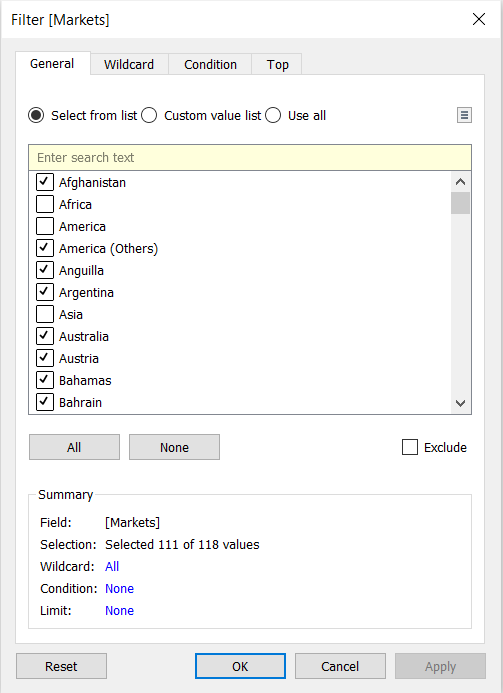 Filter [Markets]
General Wildcard Condition Top
Select from list Custom value list Use all
Enter search text
Afghanistan
Africa
America
America (Others)
Anguilla
Argentina
Asia
Australia
Austria
Bahamas
Bahrain
All None Exclude
Summary
Field: [Markets]
Selection: Selected 111 of 118 values
Wildcard: All
Condition: None
Limit: None
Reset OK Cancel Apply